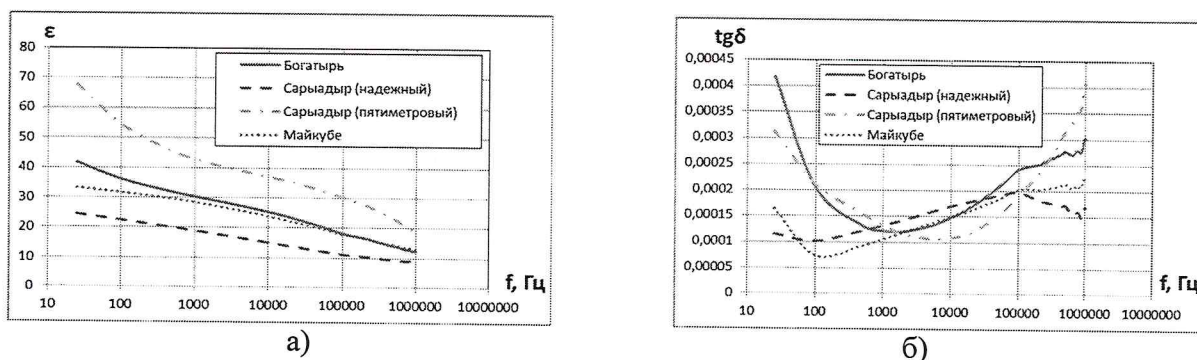 ε
80
70
60
50
40
30
20
10
0
10 100 1000 10000 100000 1000000 10000000
f, Гц
Богатырь
Сарыадыр (надежный)
Сарыадыр (пятиметровый)
Майкубе
а)
tgδ
0,00045
0,0004
0,00035
0,0003
0,00025
0,0002
0,00015
0,0001
0,00005
0
10 100 1000 10000 100000 1000000 10000000
f, Гц
Богатырь
Сарыадыр (надежный)
Сарыадыр (пятиметровый)
Майкубе
б)